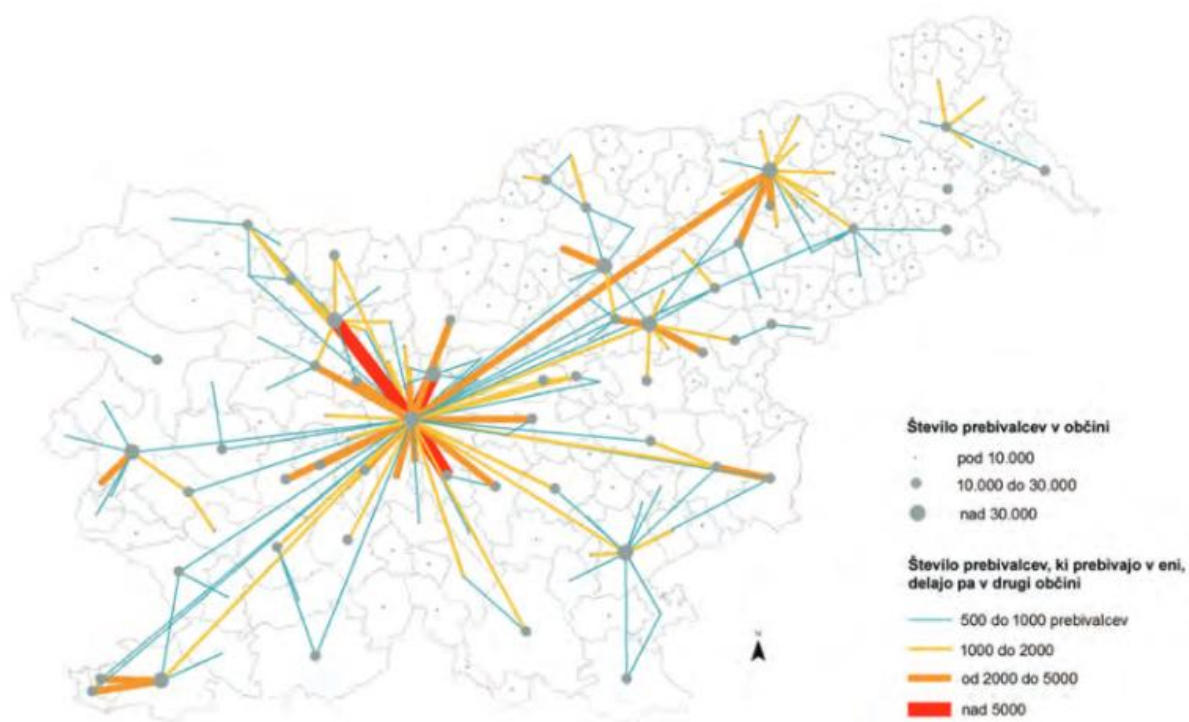 Število prebivalcev v občini
pod 10.000
10.000 do 30.000
nad 30.000
Število prebivalcev, ki prebivajo v eni,
delajo pa v drugi občini
500 do 1000 prebivalcev
1000 do 2000
od 2000 do 5000
nad 5000